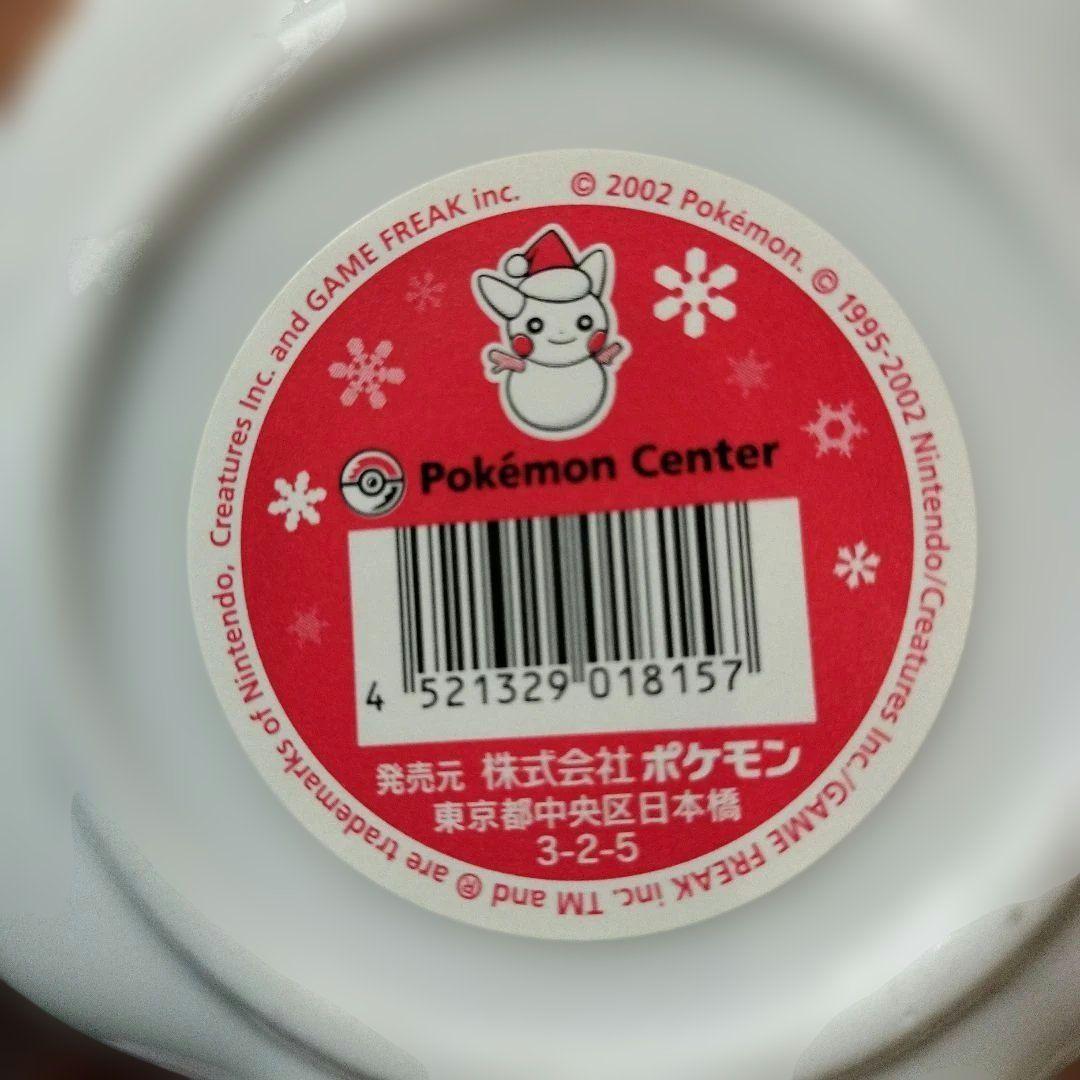 © 2002 Pokémon. © 1995-2002 Nintendo/Creatures Inc./GAME FREAK inc. TM and ® are trademarks of Nintendo, Creatures Inc. and GAME FREAK inc.
Pokémon Center
4 521329 018157
発売元 株式会社 ポケモン
東京都中央区日本橋
3-2-5